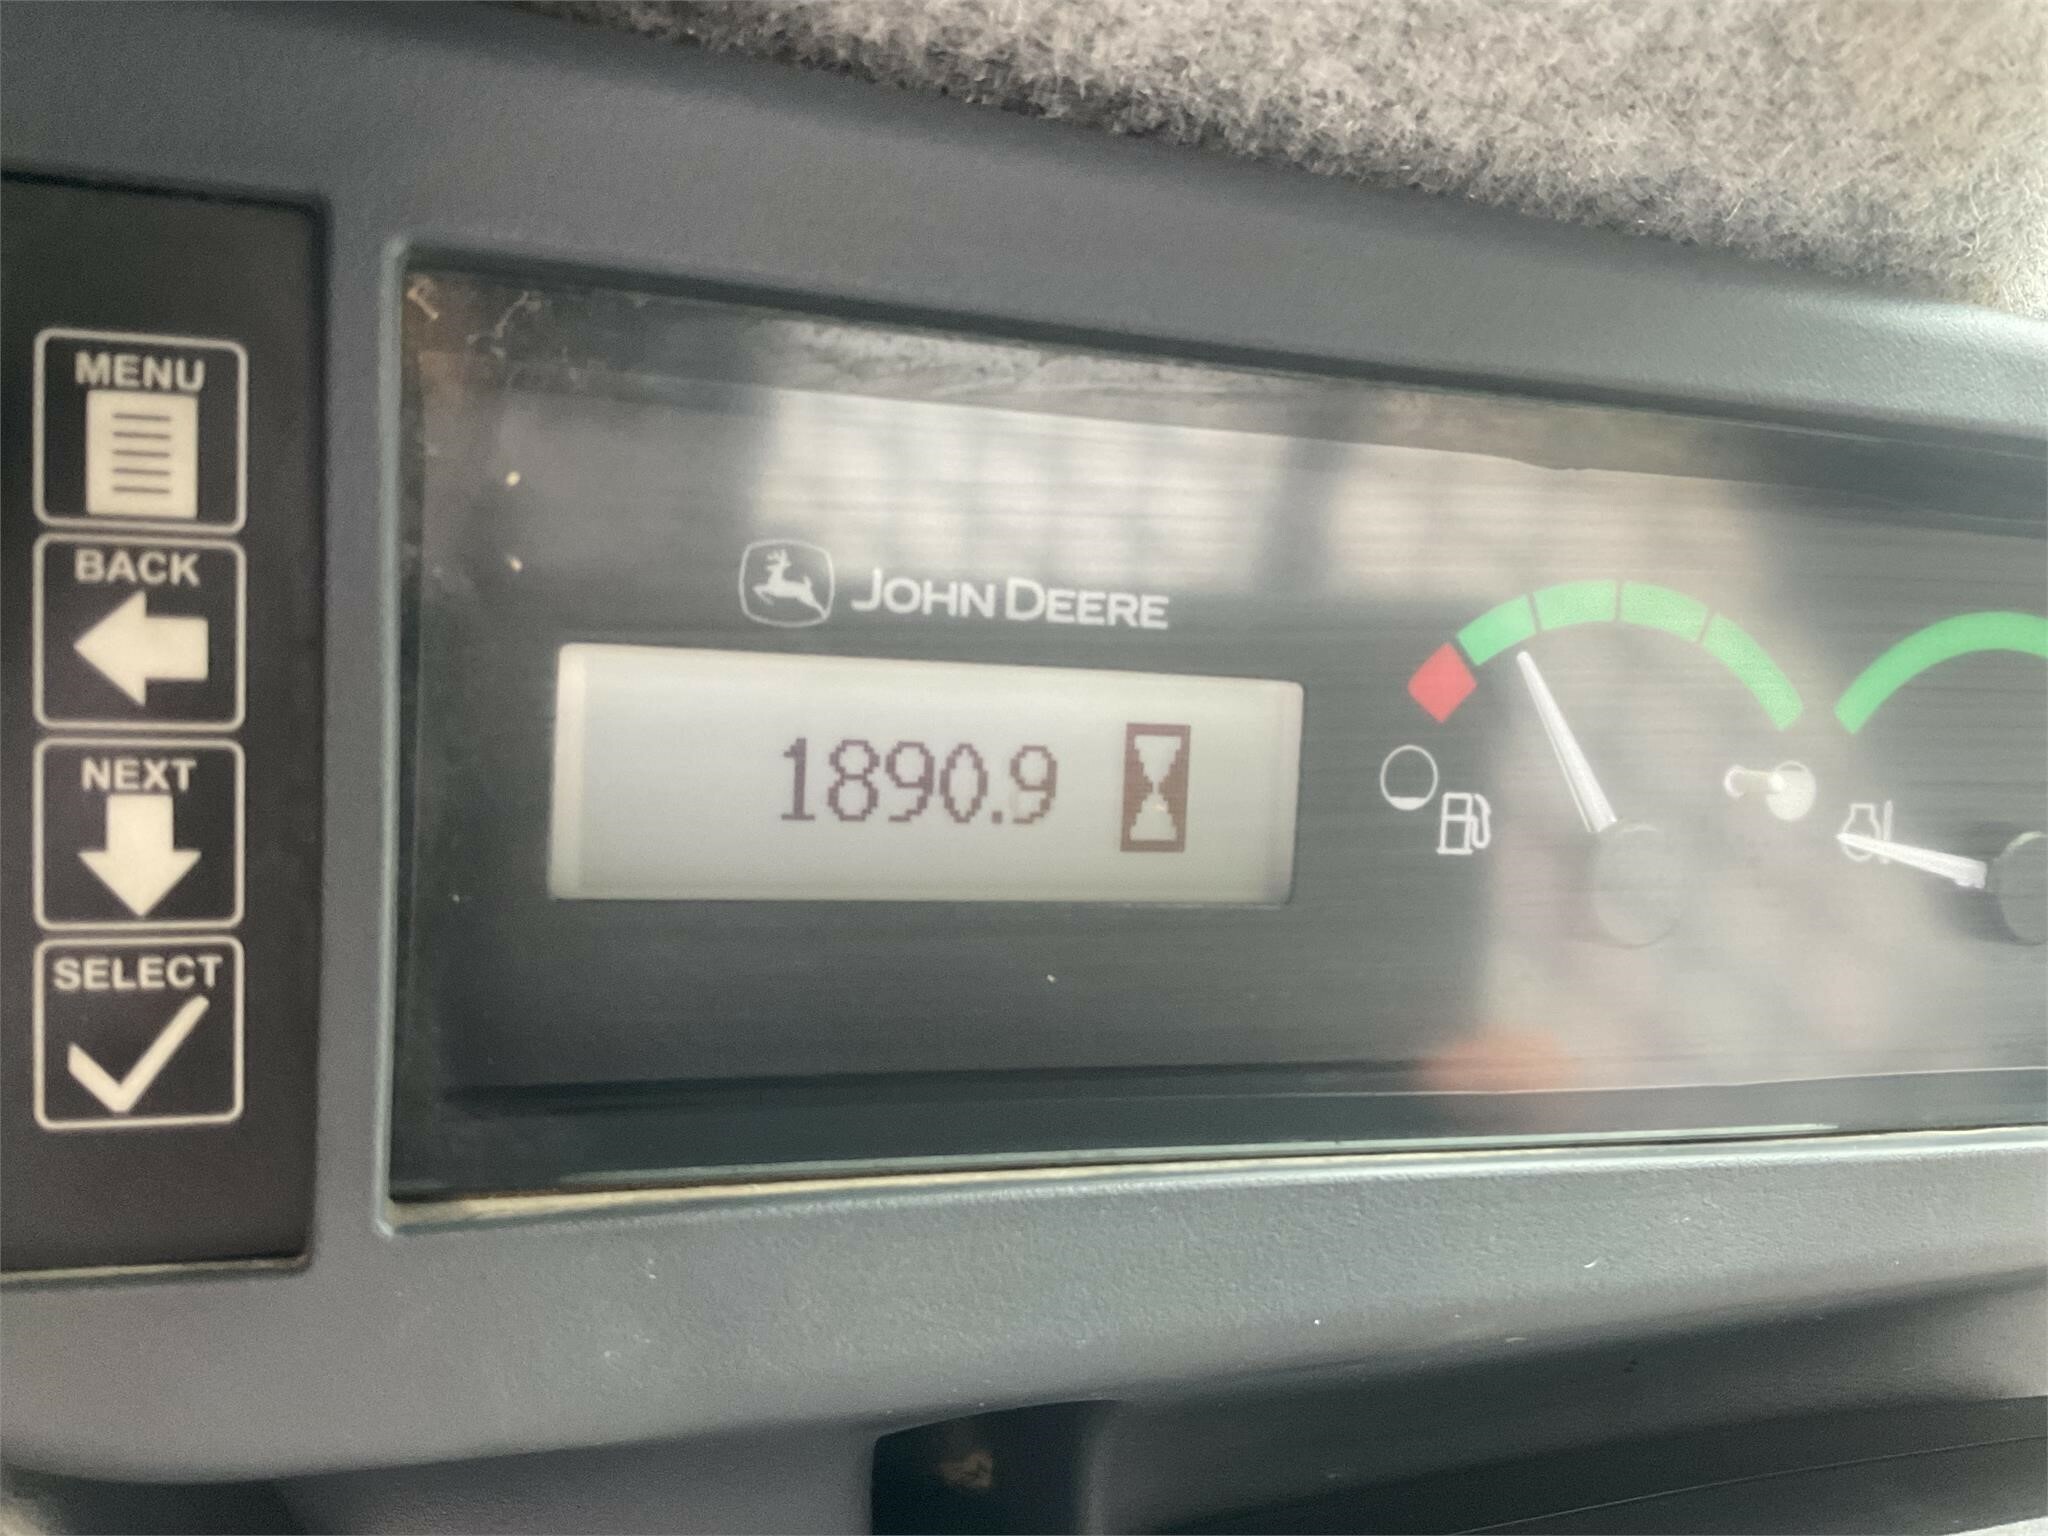 MENU
BACK
NEXT
SELECT
JOHN DEERE
1890.9